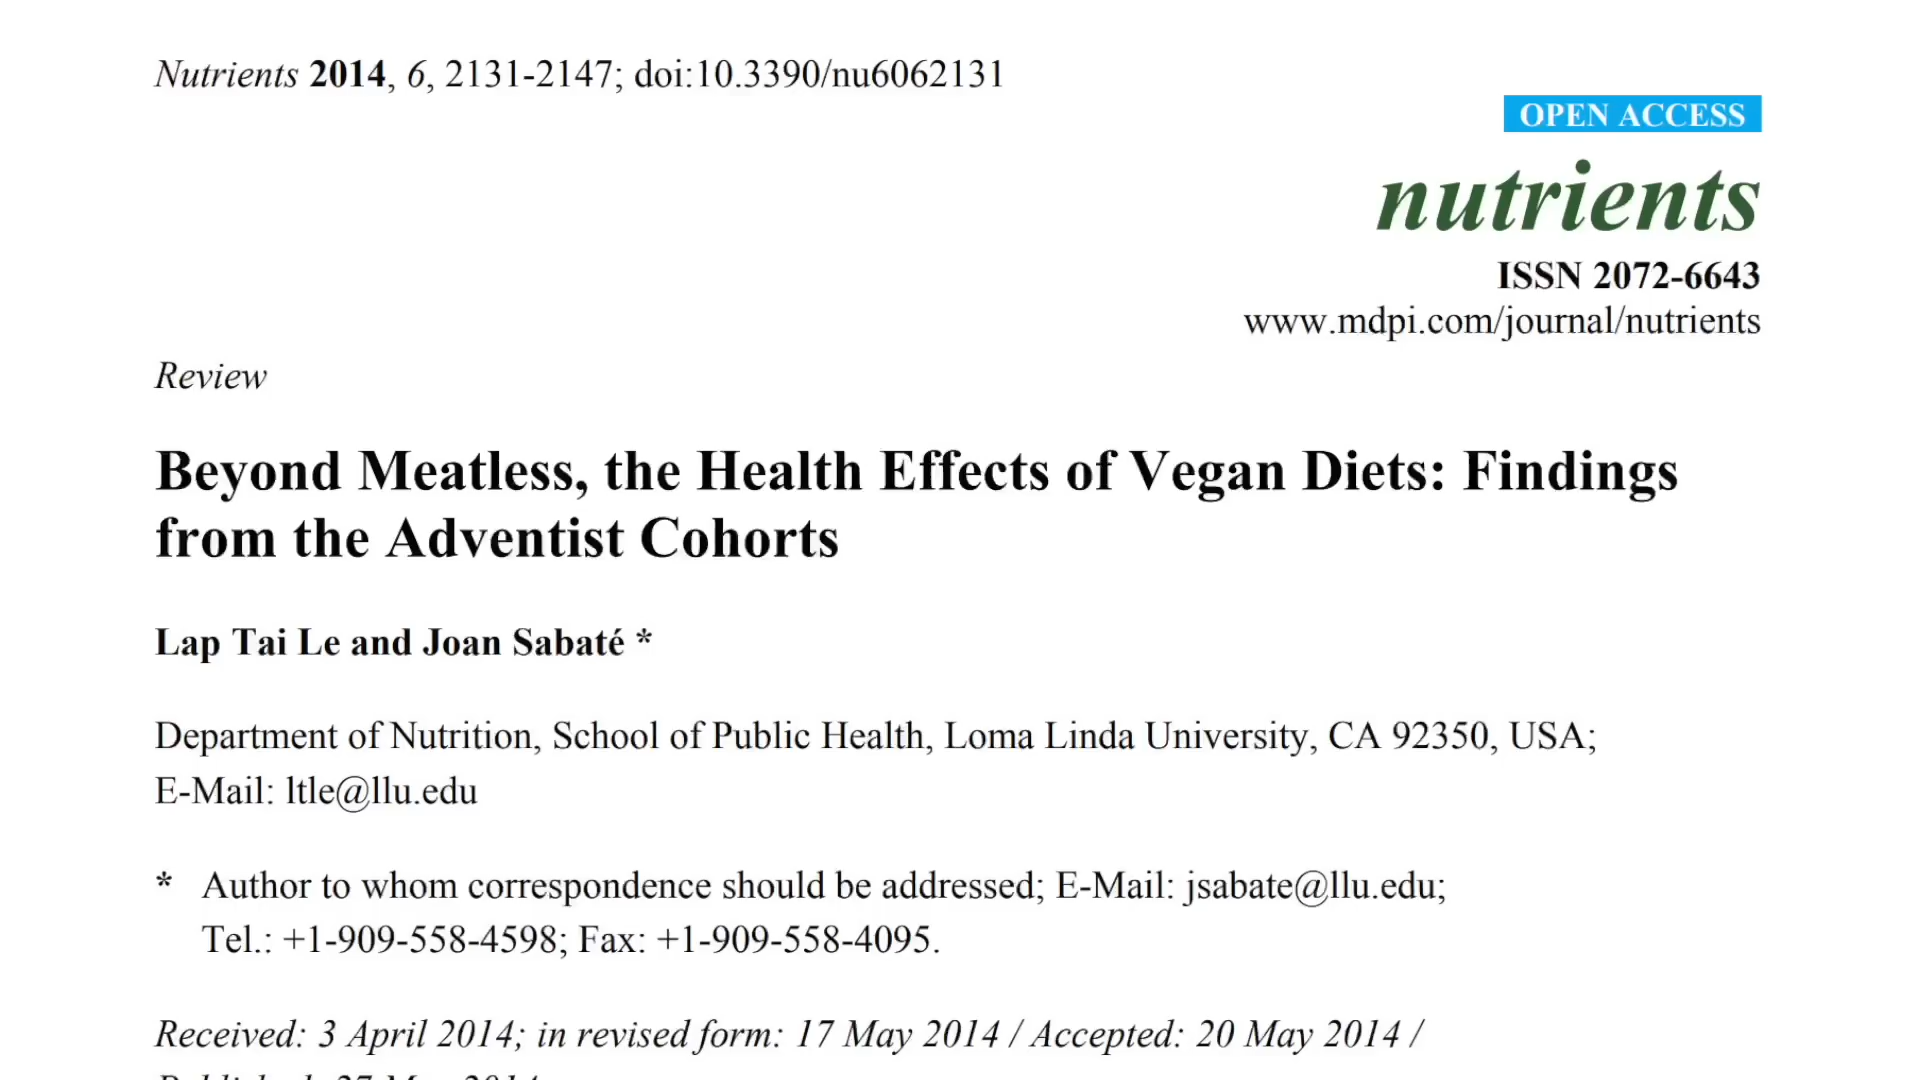 Nutrients 2014, 6, 2131-2147; doi:10.3390/nu6062131
OPEN ACCESS
nutrients
ISSN 2072-6643
www.mdpi.com/journal/nutrients
Review
Beyond Meatless, the Health Effects of Vegan Diets: Findings
from the Adventist Cohorts
Lap Tai Le and Joan Sabaté *
Department of Nutrition, School of Public Health, Loma Linda University, CA 92350, USA;
E-Mail: ltle@llu.edu
* Author to whom correspondence should be addressed; E-Mail: jsabate@llu.edu;
Tel.: +1-909-558-4598; Fax: +1-909-558-4095.
Received: 3 April 2014; in revised form: 17 May 2014 / Accepted: 20 May 2014 /